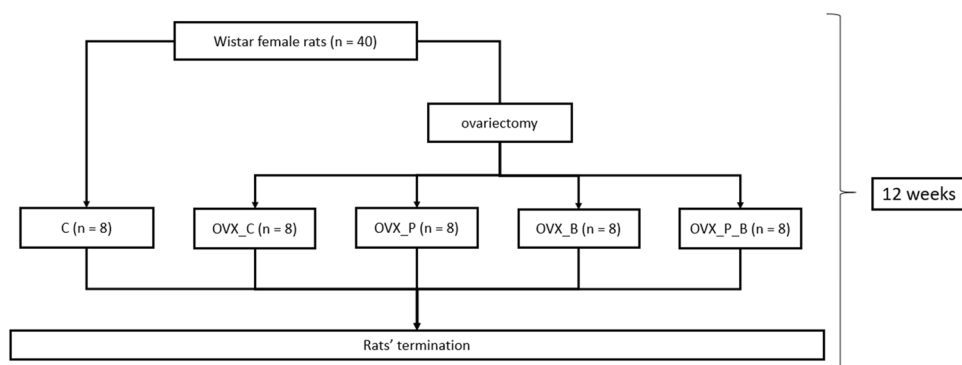 Wistar female rats (n = 40)
ovariectomy
12 weeks
C (n = 8)
OVX_C (n = 8)
OVX_P (n = 8)
OVX_B (n = 8)
OVX_P_B (n = 8)
Rats’ termination